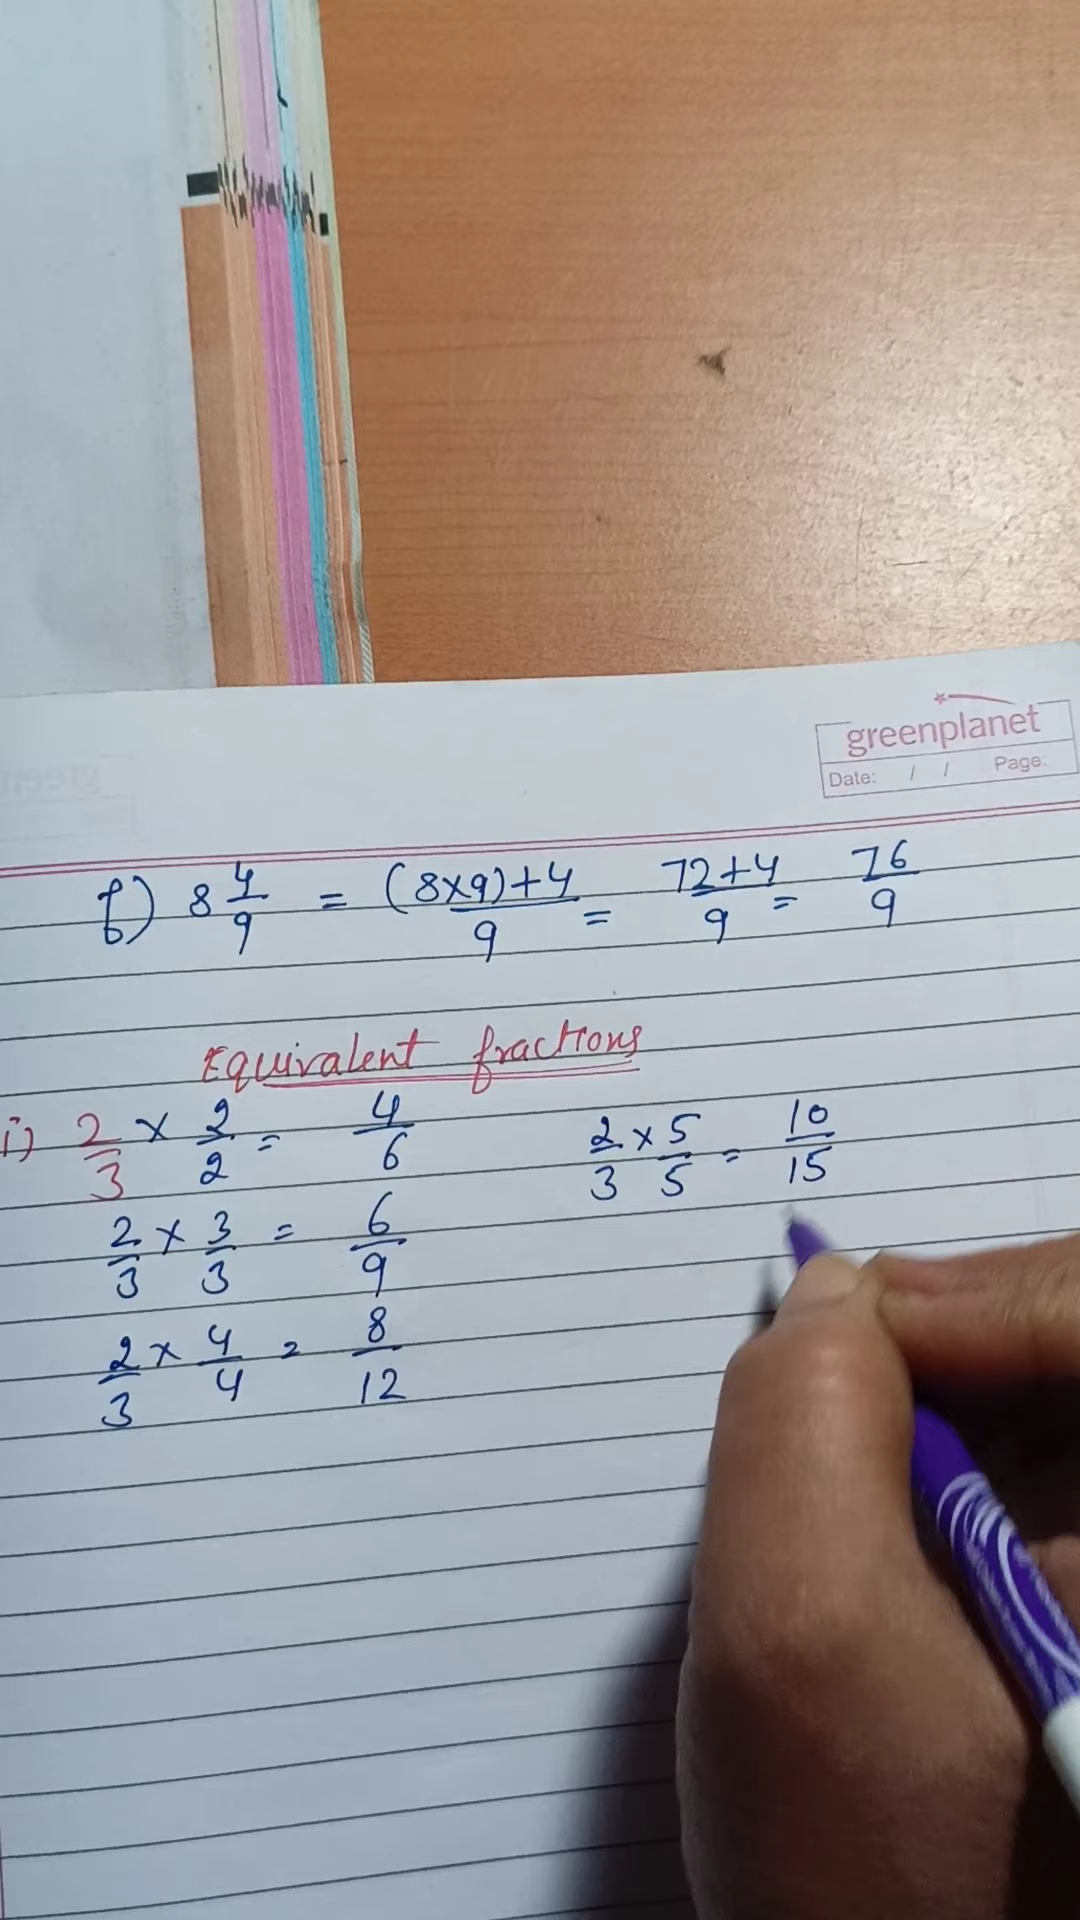 greenplanet
Date: / / Page:
f) 8 4/9 = (8×9)+4/9 = 72+4/9 = 76/9
Equivalent fractions
i) 2/3 × 2/2 = 4/6
2/3 × 3/3 = 6/9
2/3 × 4/4 = 8/12
2/3 × 5/5 = 10/15